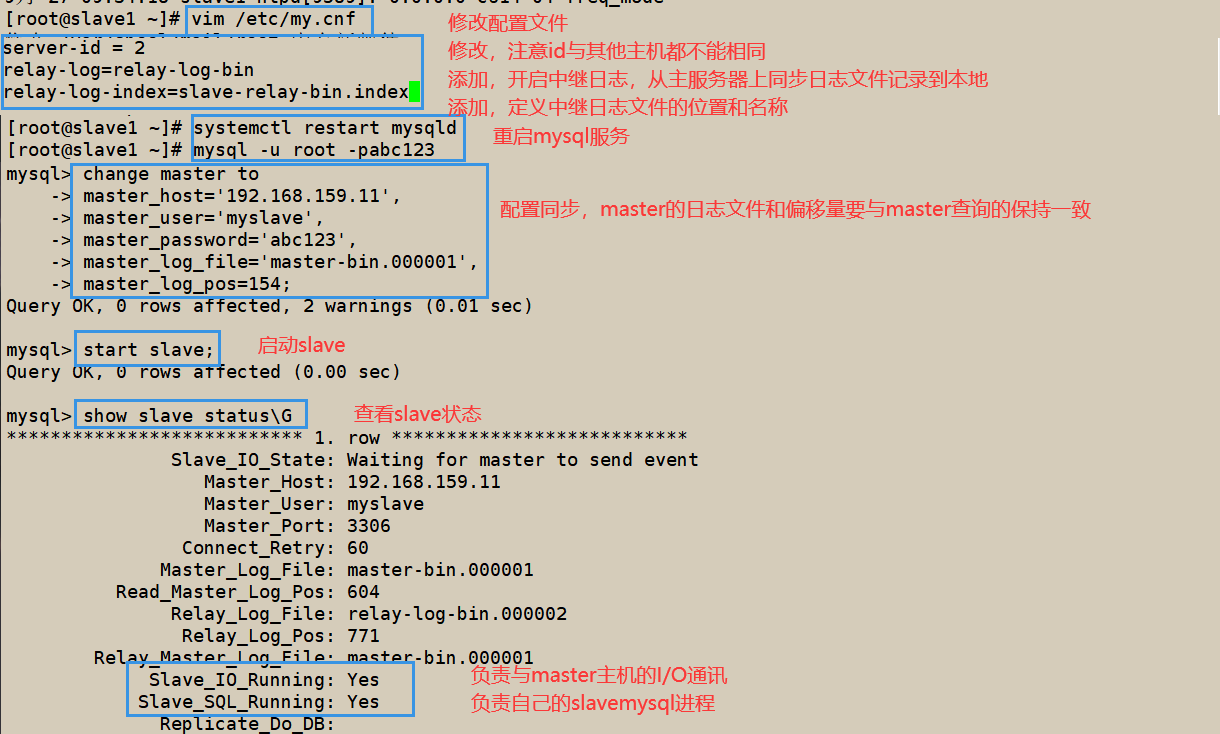 [root@slave1 ~]# vim /etc/my.cnf 修改配置文件
server-id = 2 修改，注意id与其他主机都不能相同
relay-log=relay-log-bin 添加，开启中继日志，从主服务器上同步日志文件记录到本地
relay-log-index=slave-relay-bin.index 添加，定义中继日志文件的位置和名称
[root@slave1 ~]# systemctl restart mysqld 重启mysql服务
[root@slave1 ~]# mysql -u root -pabc123
mysql> change master to
-> master_host='192.168.159.11', 配置同步，master的日志文件和偏移量要与master查询的保持一致
-> master_user='myslave',
-> master_password='abc123',
-> master_log_file='master-bin.000001',
-> master_log_pos=154;
Query OK, 0 rows affected, 2 warnings (0.01 sec)
mysql> start slave; 启动slave
Query OK, 0 rows affected (0.00 sec)
mysql> show slave status\G 查看slave状态
*************************** 1. row ***************************
Slave_IO_State: Waiting for master to send event
Master_Host: 192.168.159.11
Master_User: myslave
Master_Port: 3306
Connect_Retry: 60
Master_Log_File: master-bin.000001
Read_Master_Log_Pos: 604
Relay_Log_File: relay-log-bin.000002
Relay_Log_Pos: 771
Relay_Master_Log_File: master-bin.000001
Slave_IO_Running: Yes 负责与master主机的I/O通讯
Slave_SQL_Running: Yes 负责自己的slavemysql进程
Replicate_Do_DB: